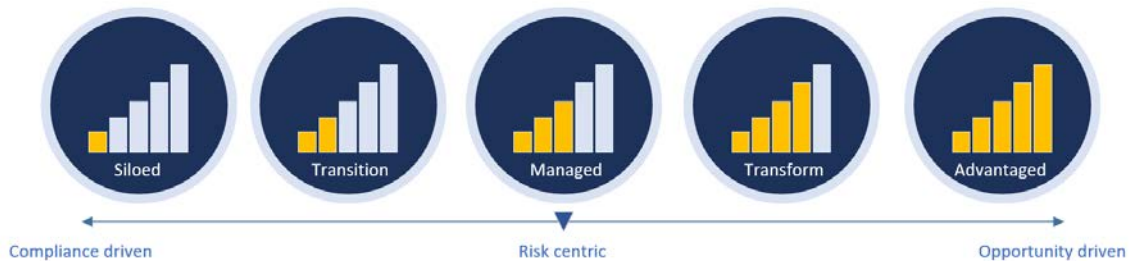 Siloed
Transition
Managed
Transform
Advantaged
Compliance driven
Risk centric
Opportunity driven